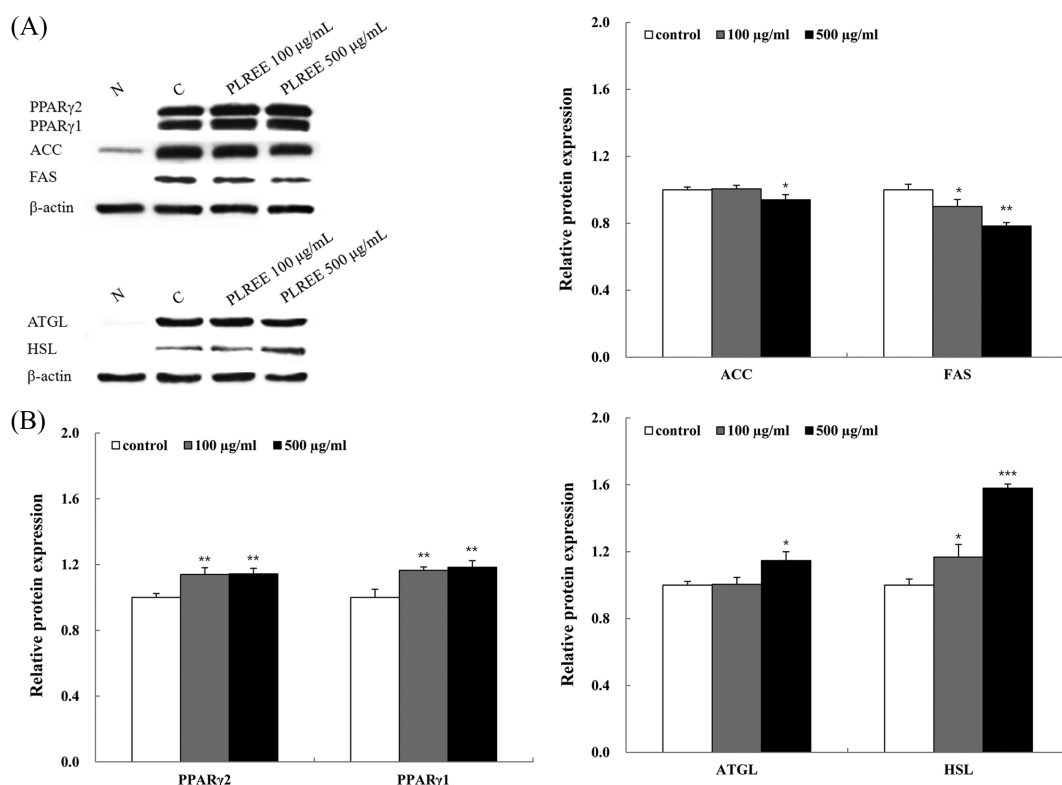 (A)
N
C
PLREE 100 µg/mL
PLREE 500 µg/mL
PPARγ2
PPARγ1
ACC
FAS
β-actin
N
C
PLREE 100 µg/mL
PLREE 500 µg/mL
ATGL
HSL
β-actin
Relative protein expression
2.0
1.6
1.2
0.8
0.4
0.0
control 100 µg/ml 500 µg/ml
*
*
**
ACC FAS
(B)
Relative protein expression
2.0
1.6
1.2
0.8
0.4
0.0
control 100 µg/ml 500 µg/ml
** **
** **
PPARγ2 PPARγ1
Relative protein expression
2.0
1.6
1.2
0.8
0.4
0.0
control 100 µg/ml 500 µg/ml
*
*
***
ATGL HSL